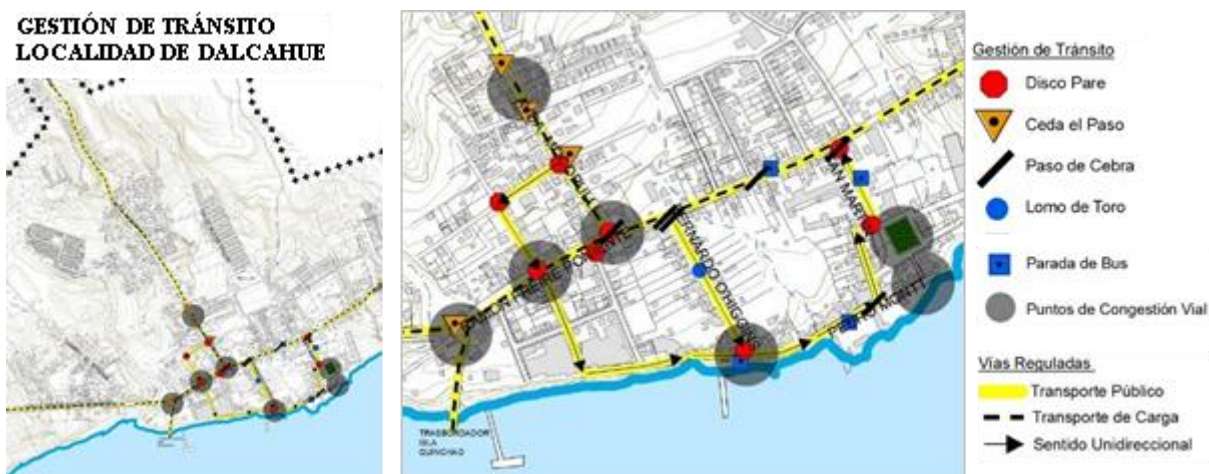 GESTIÓN DE TRÁNSITO
LOCALIDAD DE DALCAHUE
SAN MARTIN
PEDRO MONTT
TRASBORDADOR
ISLA
QUINCHAO
Gestión de Tránsito
Disco Pare
Ceda el Paso
Paso de Cebra
Lomo de Toro
Parada de Bus
Puntos de Congestión Vial
Vías Reguladas
Transporte Público
Transporte de Carga
Sentido Unidireccional